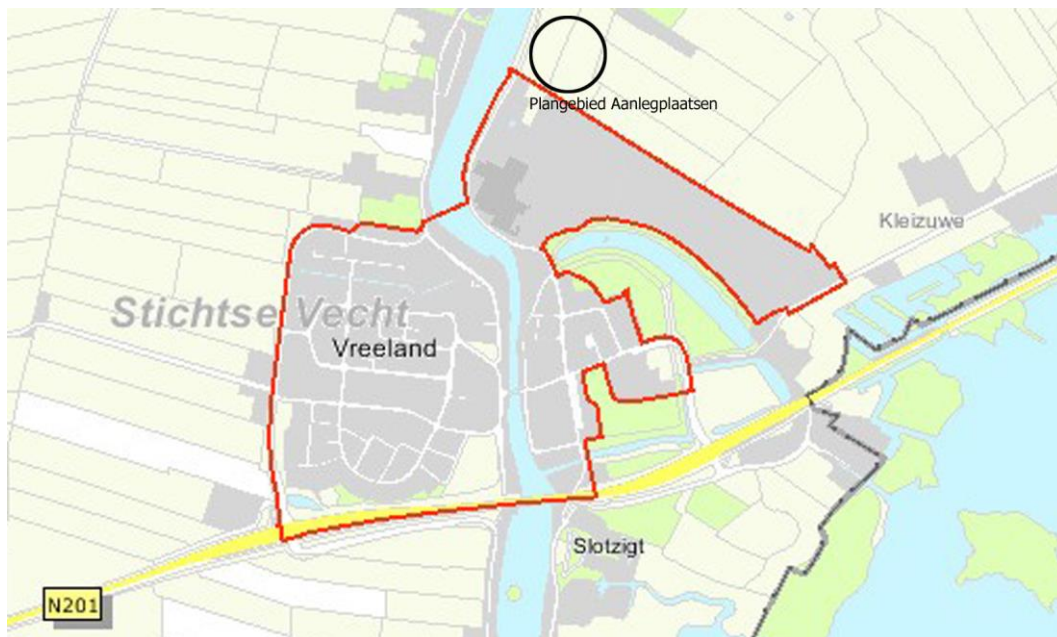 Plangebied Aanlegplaatsen
Kleizuwe
Stichtse Vecht
Vreeland
Slotzigt
N201